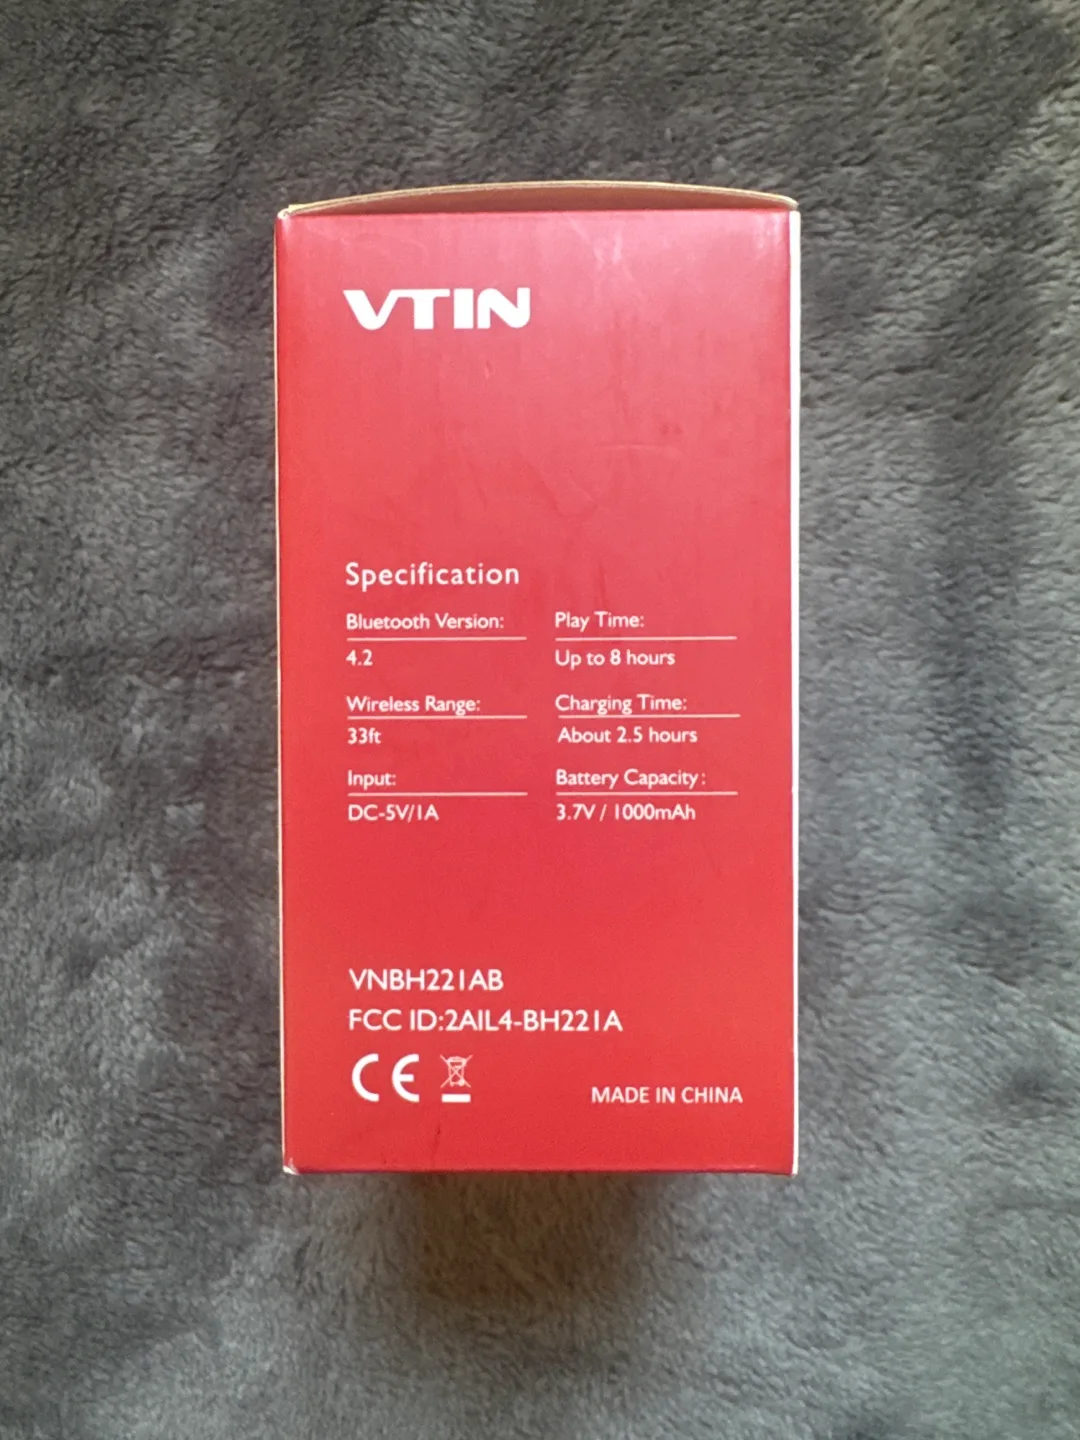 VTIN
Specification
Bluetooth Version:
4.2
Play Time:
Up to 8 hours
Wireless Range:
33ft
Charging Time:
About 2.5 hours
Input:
DC-5V/1A
Battery Capacity:
3.7V / 1000mAh
VNBH221AB
FCC ID:2AIL4-BH221A
CE
MADE IN CHINA